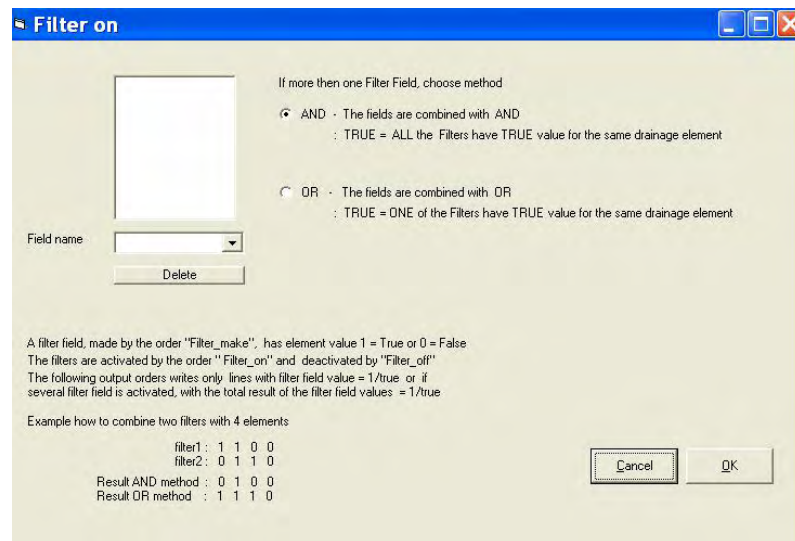 Filter on
If more then one Filter Field, choose method
AND - The fields are combined with AND
: TRUE = ALL the Filters have TRUE value for the same drainage element
OR - The fields are combined with OR
: TRUE = ONE of the Filters have TRUE value for the same drainage element
Field name
Delete
A filter field, made by the order "Filter_make", has element value 1 = True or 0 = False
The filters are activated by the order " Filter_on" and deactivated by "Filter_off"
The following output orders writes only lines with filter field value = 1/true or if
several filter field is activated, with the total result of the filter field values = 1/true
Example how to combine two filters with 4 elements
filter1 : 1 1 0 0
filter2 : 0 1 1 0
Result AND method : 0 1 0 0
Result OR method : 1 1 1 0
Cancel
OK